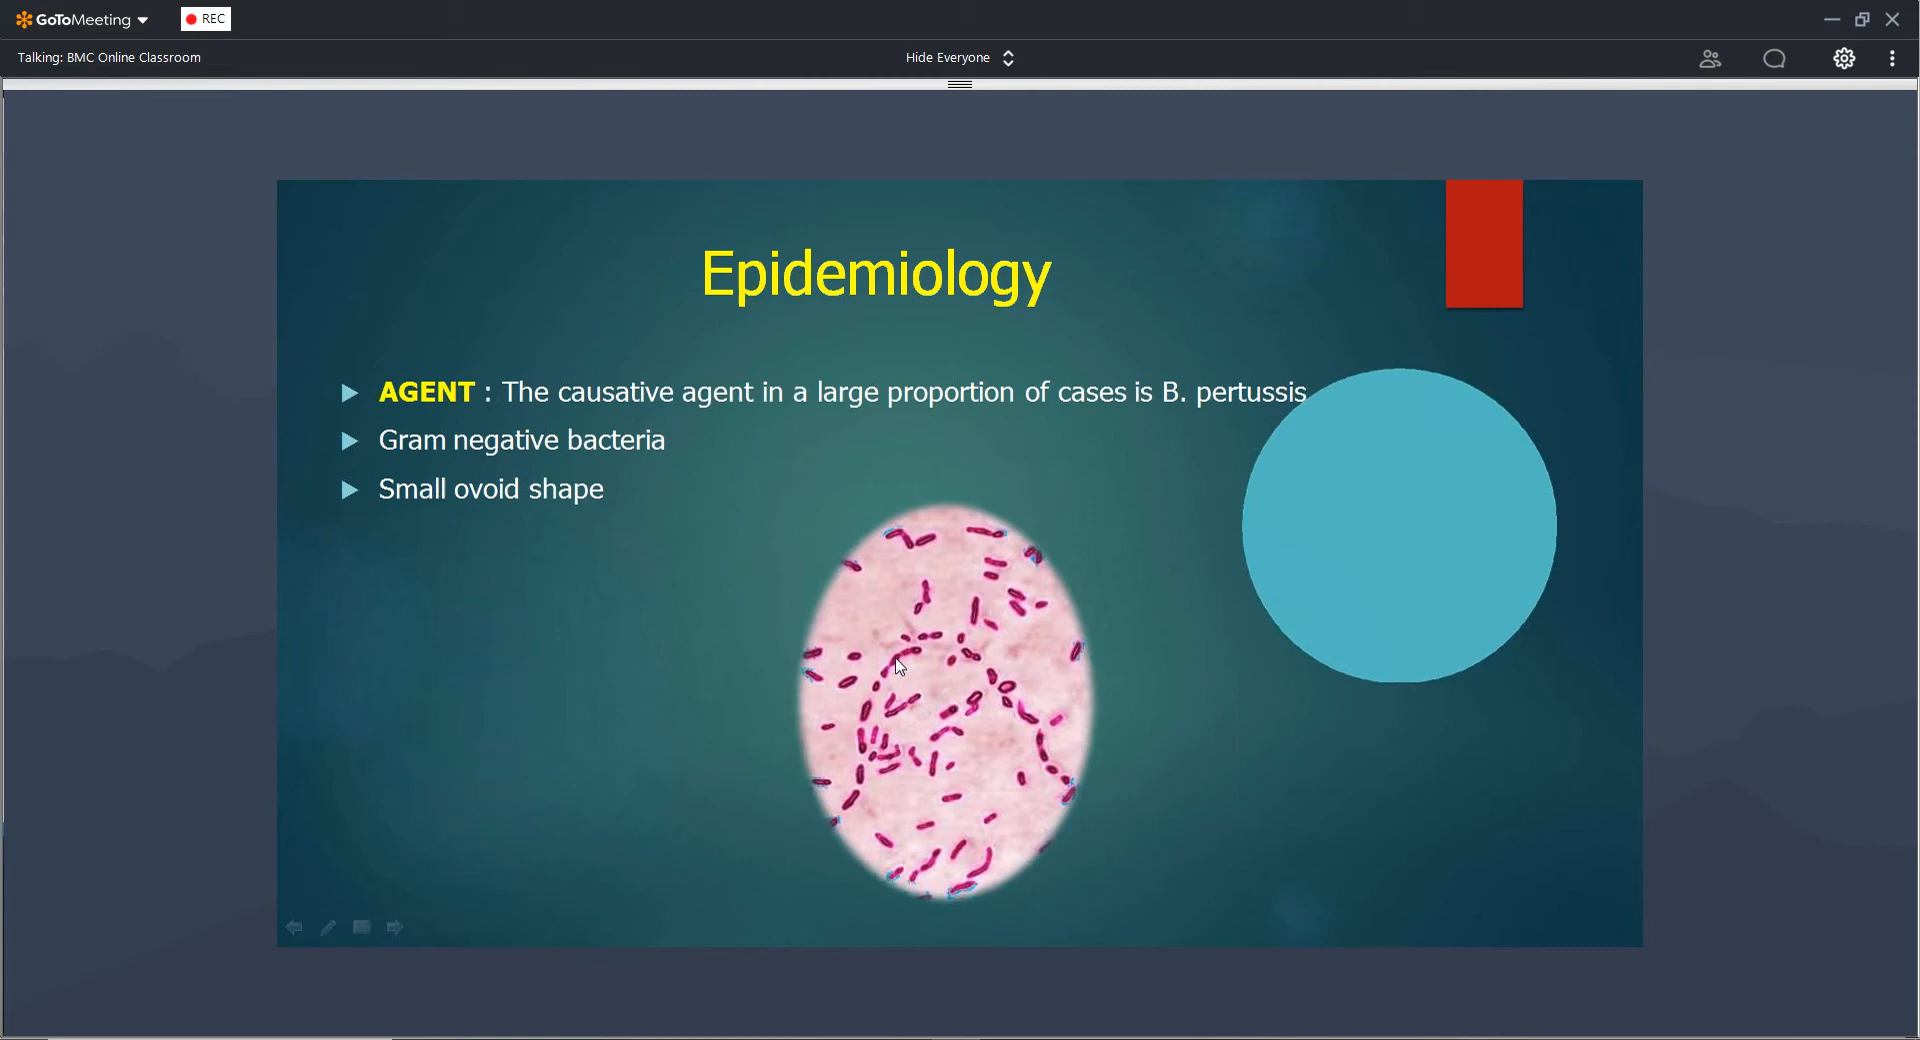 GoToMeeting
REC
Talking: BMC Online Classroom
Hide Everyone
Epidemiology
AGENT : The causative agent in a large proportion of cases is B. pertussis
Gram negative bacteria
Small ovoid shape